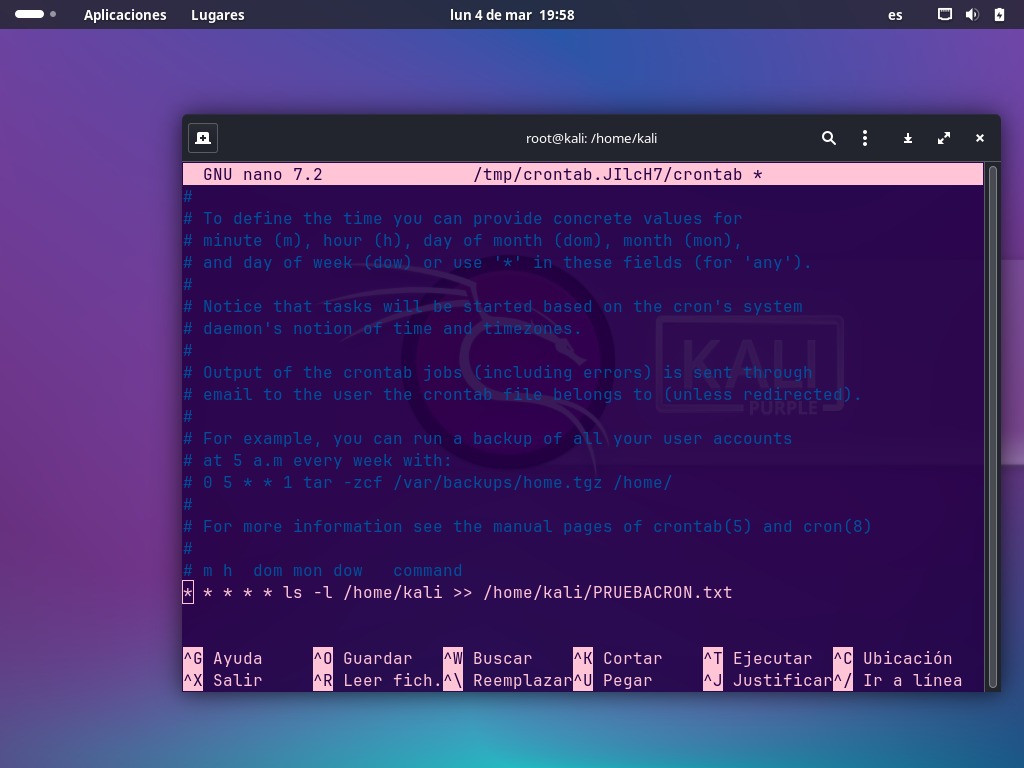 Aplicaciones Lugares lun 4 de mar 19:58 es
root@kali: /home/kali
GNU nano 7.2 /tmp/crontab.JIlcH7/crontab *
#
# To define the time you can provide concrete values for
# minute (m), hour (h), day of month (dom), month (mon),
# and day of week (dow) or use '*' in these fields (for 'any').
#
# Notice that tasks will be started based on the cron's system
# daemon's notion of time and timezones.
#
# Output of the crontab jobs (including errors) is sent through
# email to the user the crontab file belongs to (unless redirected).
#
# For example, you can run a backup of all your user accounts
# at 5 a.m every week with:
# 0 5 * * 1 tar -zcf /var/backups/home.tgz /home/
#
# For more information see the manual pages of crontab(5) and cron(8)
#
# m h  dom mon dow   command
* * * * * ls -l /home/kali >> /home/kali/PRUEBACRON.txt
KALI
PURPLE
^G Ayuda ^O Guardar ^W Buscar ^K Cortar ^T Ejecutar ^C Ubicación
^X Salir ^R Leer fich. ^\ Reemplazar ^U Pegar ^J Justificar ^/ Ir a línea